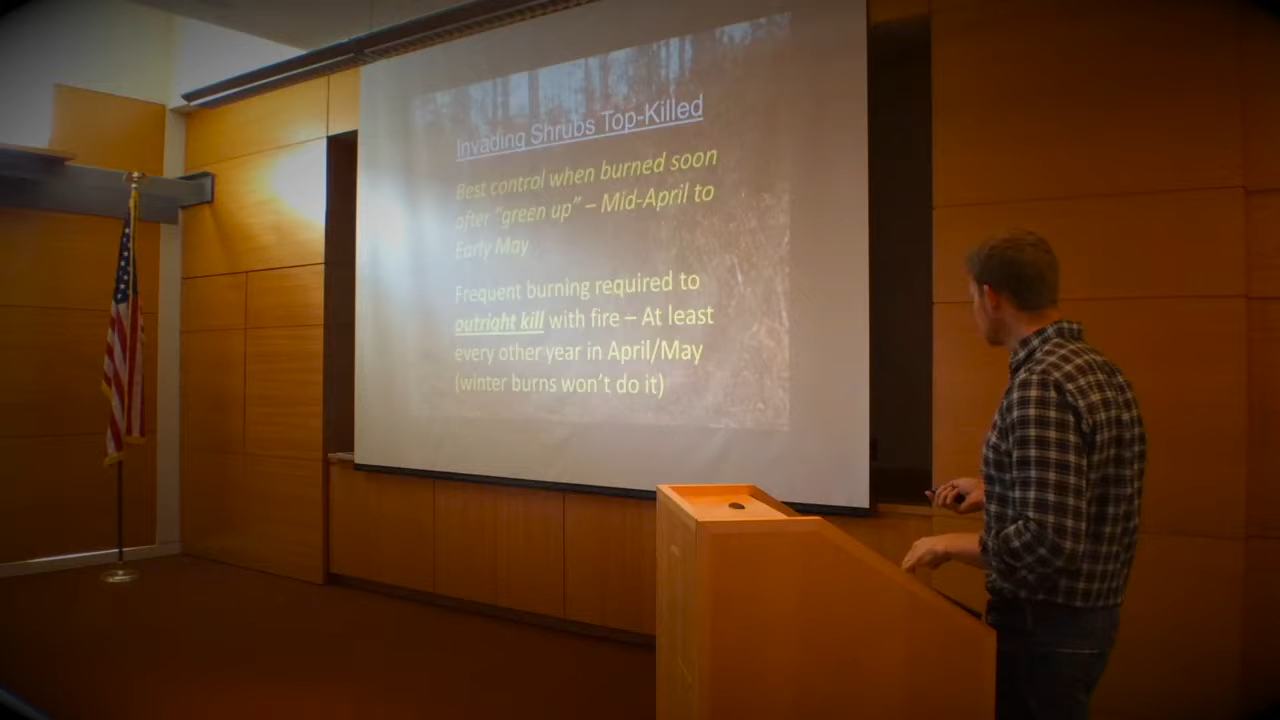 Invading Shrubs Top-Killed
Best control when burned soon
after “green up” – Mid-April to
Early May
Frequent burning required to
outright kill with fire – At least
every other year in April/May
(winter burns won’t do it)